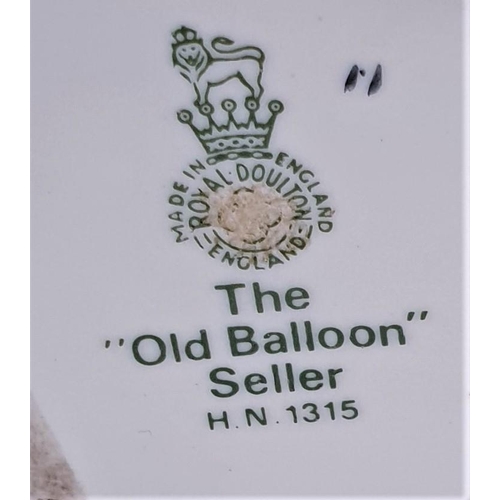 MADE IN ENGLAND
ROYAL·DOULTON
ENGLAND
The
"Old Balloon"
Seller
H.N.1315